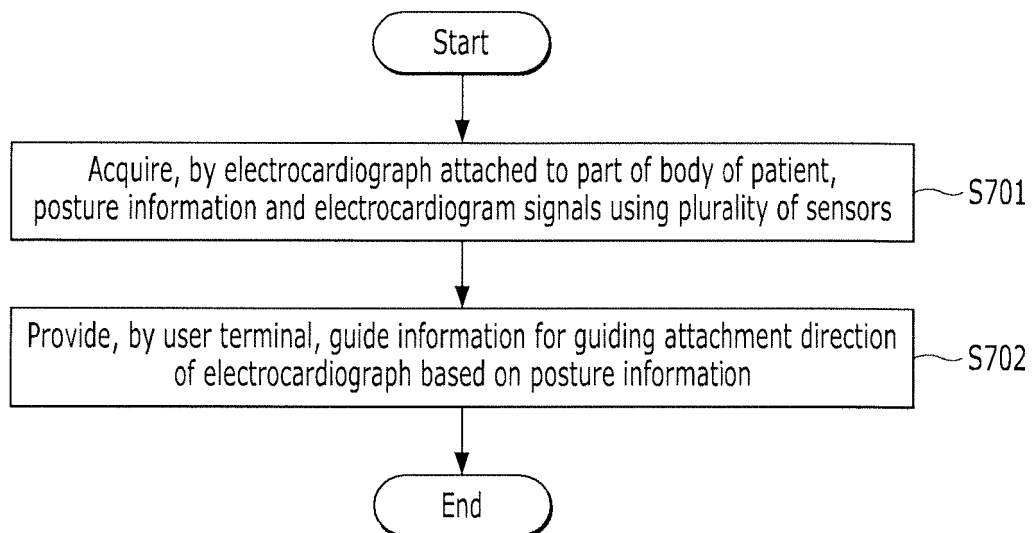 Start
Acquire, by electrocardiograph attached to part of body of patient,
posture information and electrocardiogram signals using plurality of sensors
S701
Provide, by user terminal, guide information for guiding attachment direction
of electrocardiograph based on posture information
S702
End